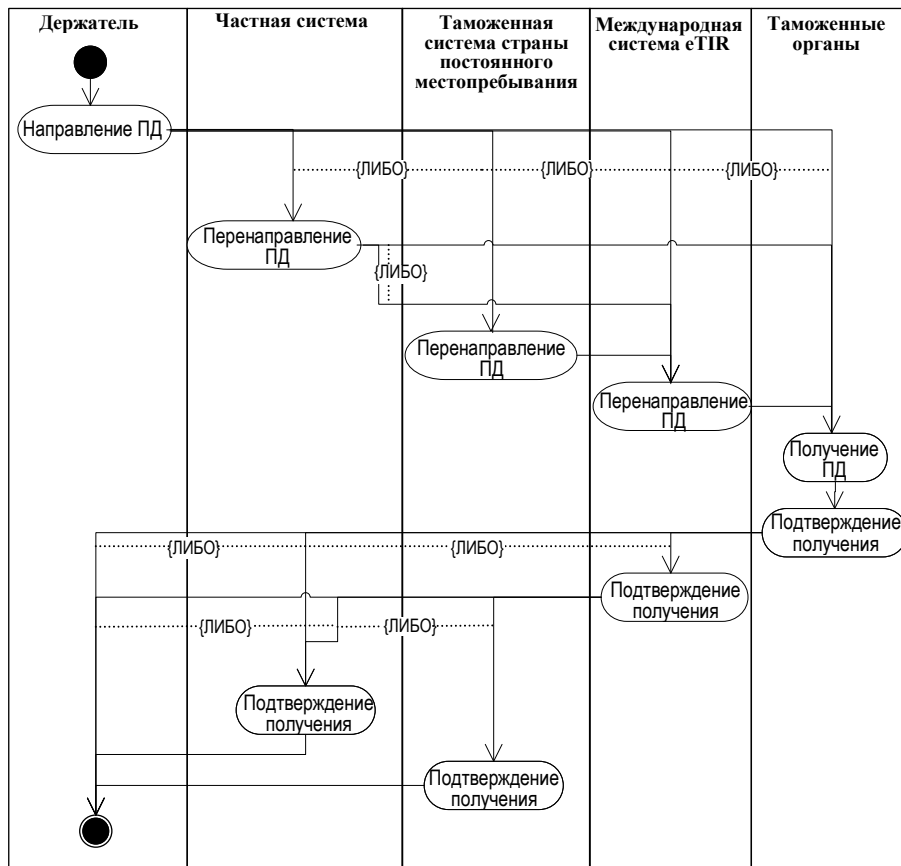 Держатель
Частная система
Таможенная
система страны
постоянного
местопребывания
Международная
система eTIR
Таможенные
органы
Направление ПД
{ЛИБО}
{ЛИБО}
{ЛИБО}
Перенаправление
ПД
{ЛИБО}
Перенаправление
ПД
Перенаправление
ПД
Получение
ПД
Подтверждение
получения
{ЛИБО}
{ЛИБО}
Подтверждение
получения
{ЛИБО}
{ЛИБО}
Подтверждение
получения
Подтверждение
получения